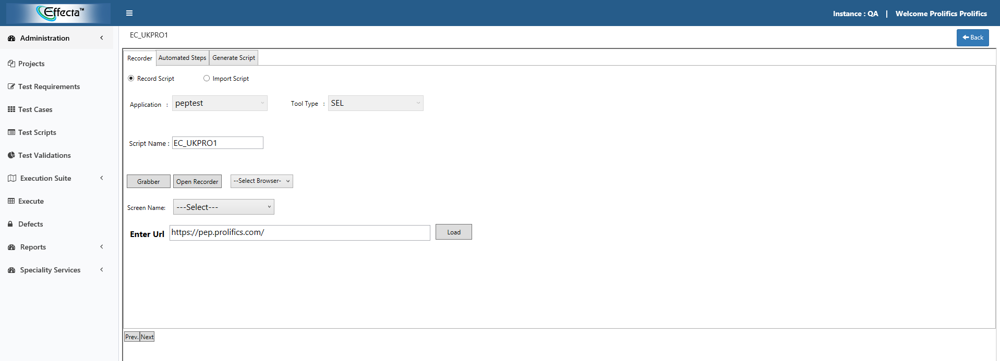 Effecta™
Instance : QA | Welcome Prolifics Prolifics
Administration
Projects
Test Requirements
Test Cases
Test Scripts
Test Validations
Execution Suite
Execute
Defects
Reports
Speciality Services
EC_UKPRO1
Back
Recorder Automated Steps Generate Script
Record Script Import Script
Application : peptest Tool Type : SEL
Script Name : EC_UKPRO1
Grabber Open Recorder --Select Browser-
Screen Name: ---Select---
Enter Url https://pep.prolifics.com/ Load
Prev. Next